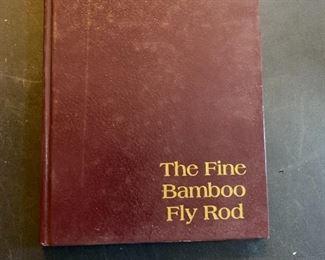 The Fine
Bamboo
Fly Rod